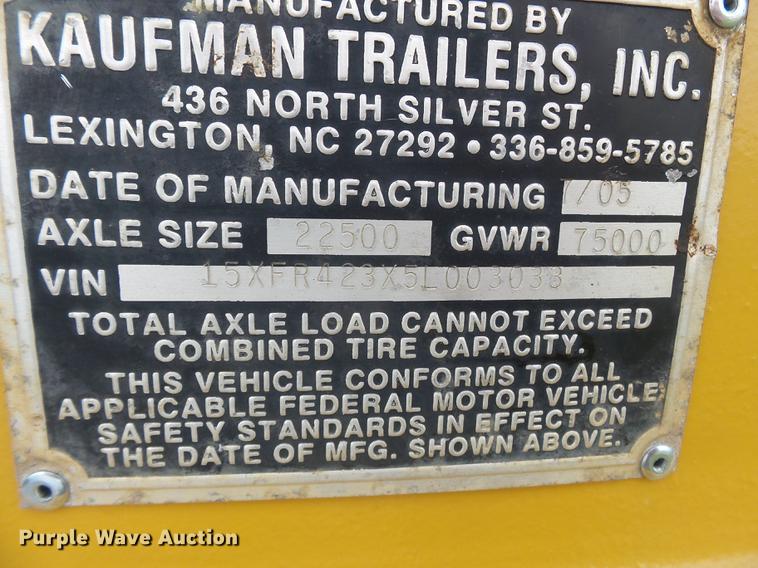 MANUFACTURED BY
KAUFMAN TRAILERS, INC.
436 NORTH SILVER ST.
LEXINGTON, NC 27292 • 336-859-5785
DATE OF MANUFACTURING 7/05
AXLE SIZE 22500 GVWR 75000
VIN 15XFR423X5L003038
TOTAL AXLE LOAD CANNOT EXCEED
COMBINED TIRE CAPACITY.
THIS VEHICLE CONFORMS TO ALL
APPLICABLE FEDERAL MOTOR VEHICLE
SAFETY STANDARDS IN EFFECT ON
THE DATE OF MFG. SHOWN ABOVE.
Purple Wave Auction